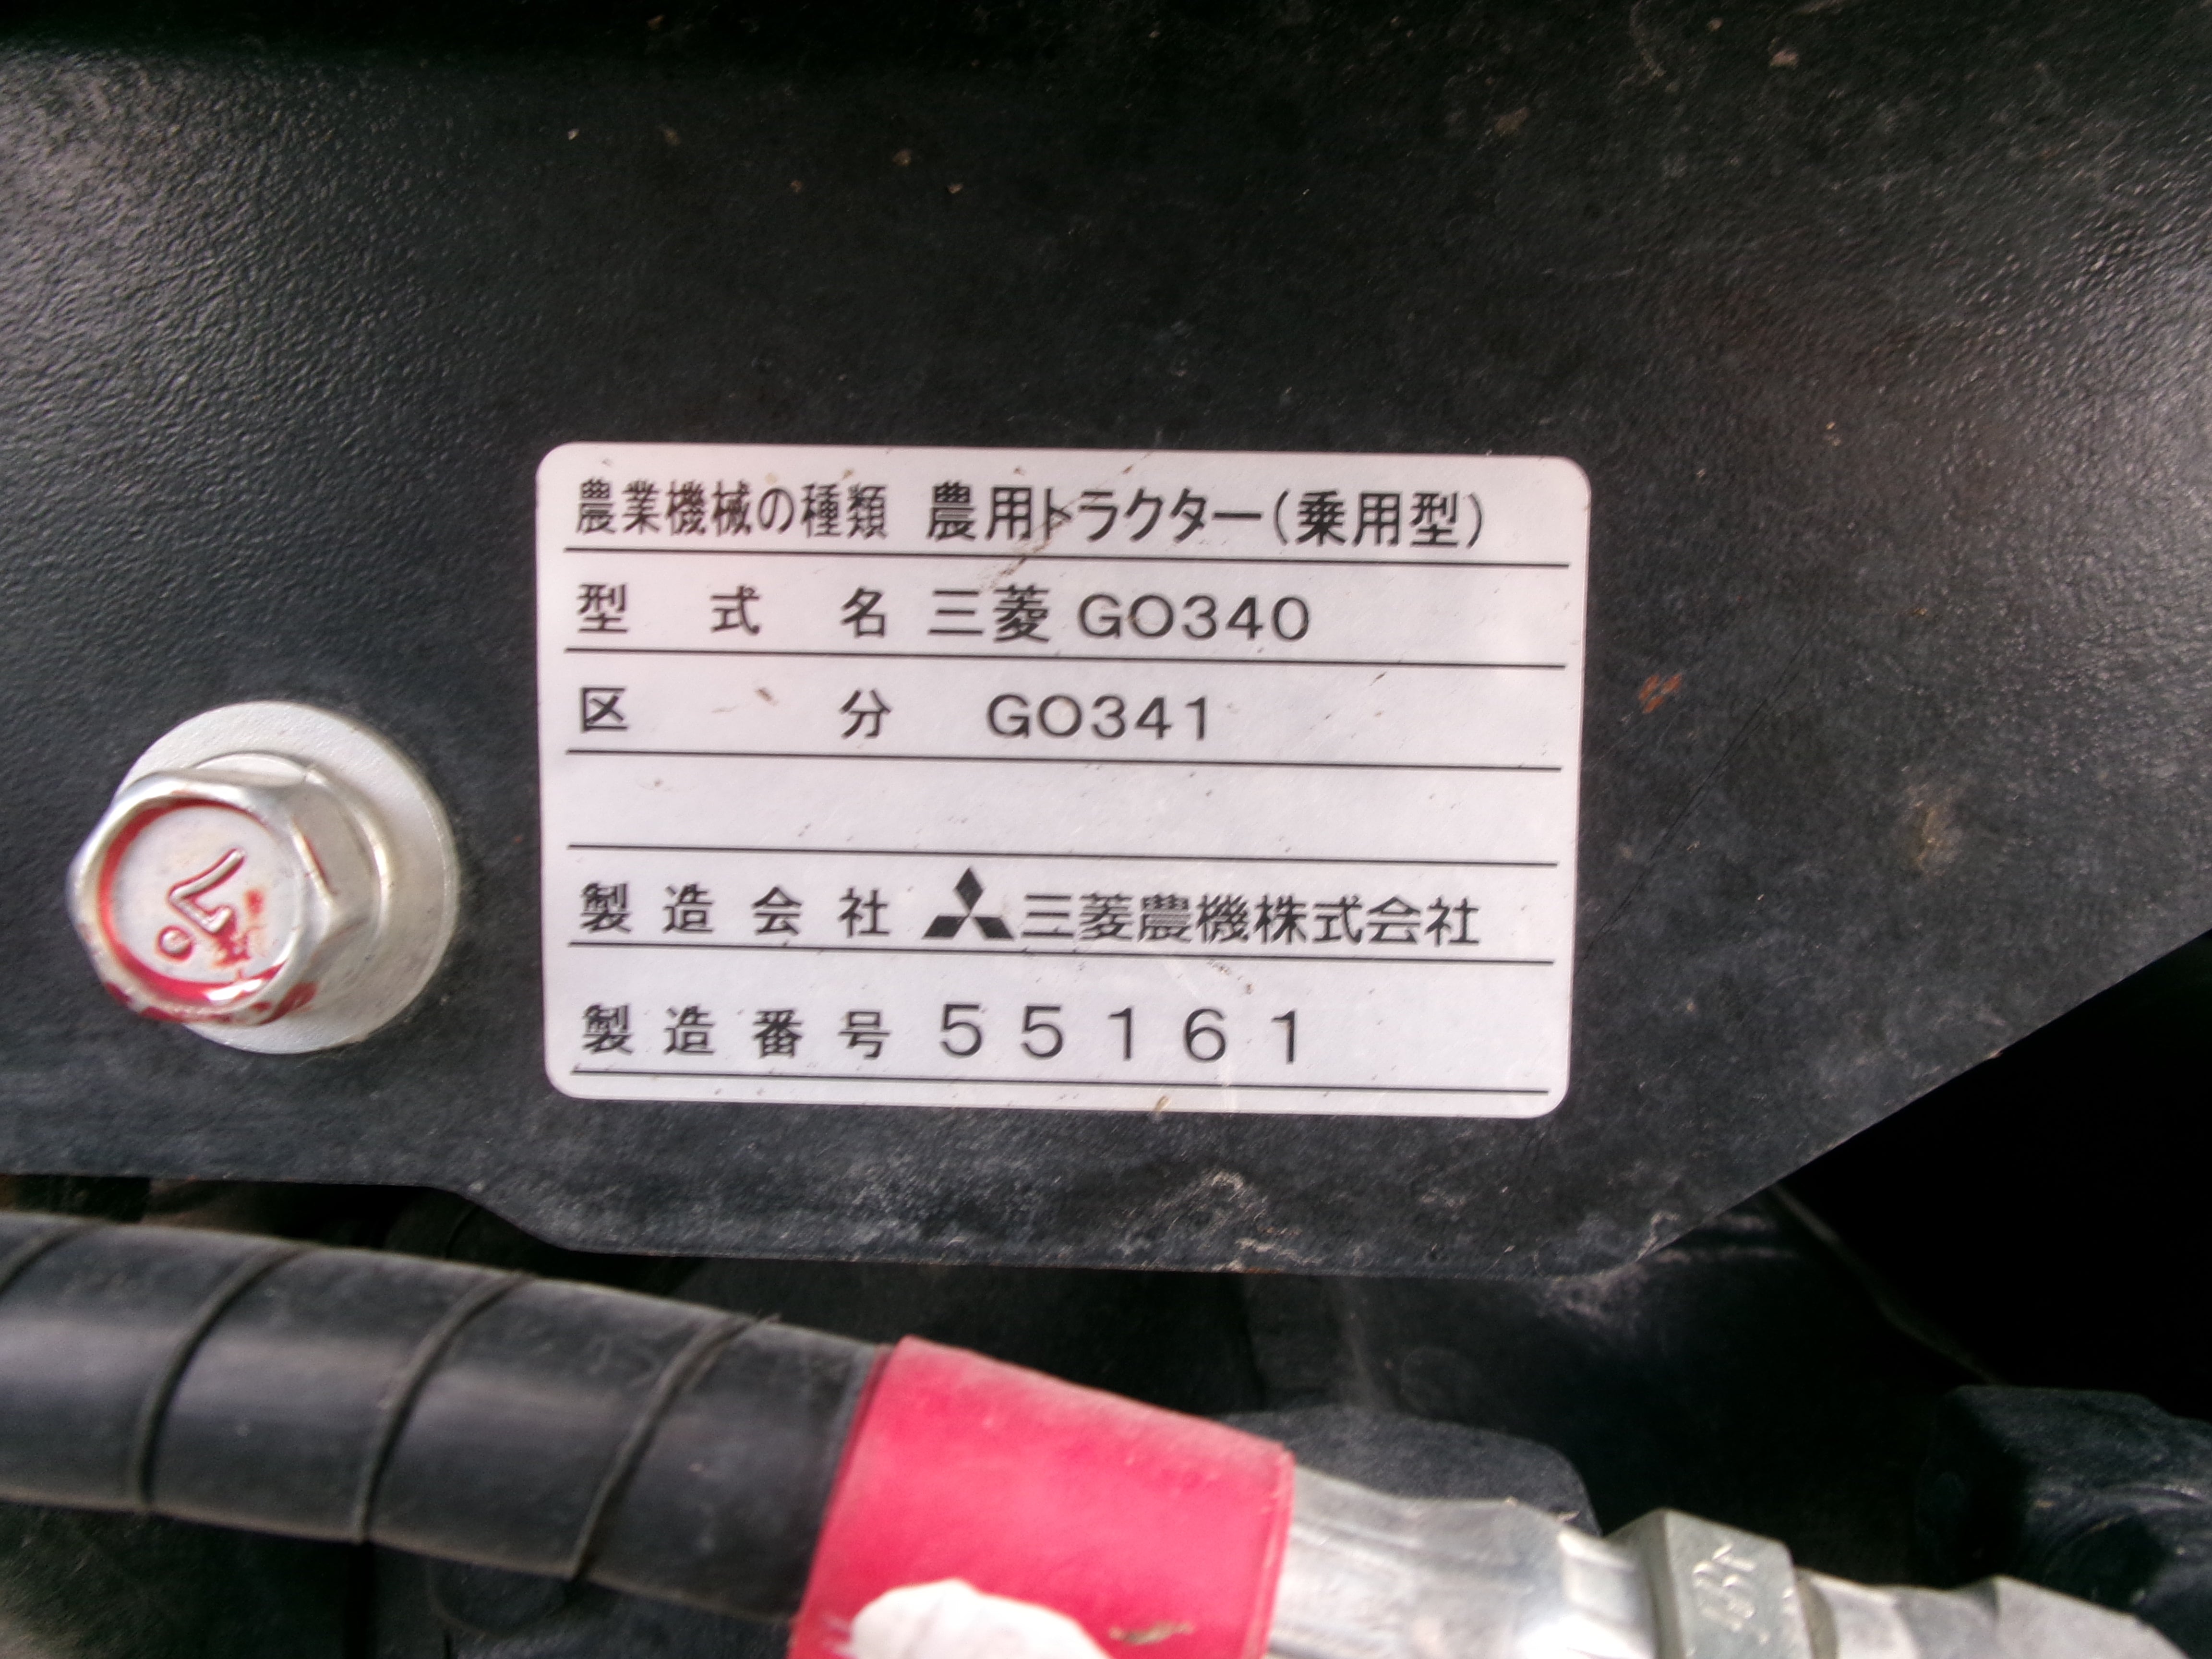 農業機械の種類 農用トラクター(乗用型)
型式名 三菱 GO340
区分 GO341
製造会社 三菱農機株式会社
製造番号 55161